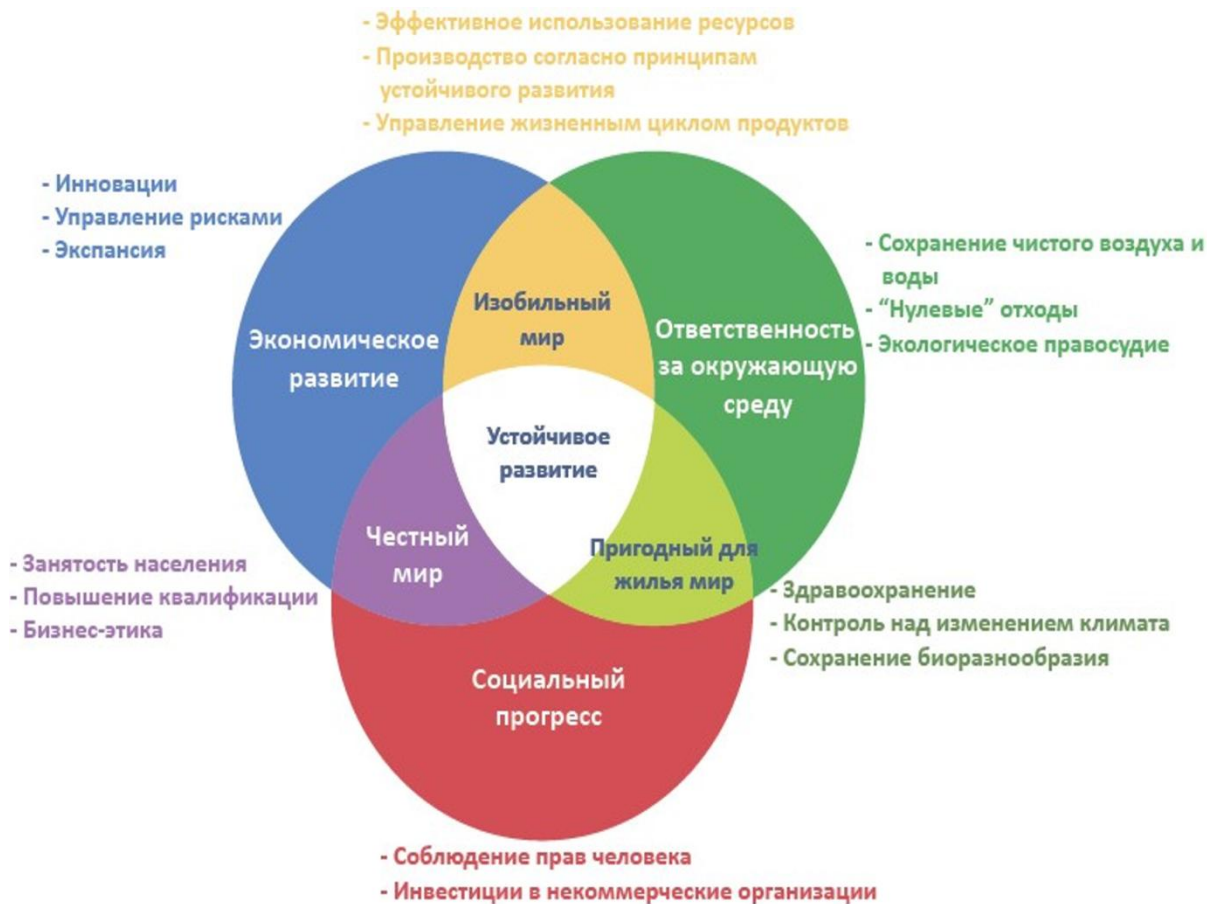 - Эффективное использование ресурсов
- Производство согласно принципам
устойчивого развития
- Управление жизненным циклом продуктов
- Инновации
- Управление рисками
- Экспансия
- Сохранение чистого воздуха и
воды
- “Нулевые” отходы
- Экологическое правосудие
Изобильный
мир
Экономическое
развитие
Ответственность
за окружающую
среду
Устойчивое
развитие
Честный
мир
Пригодный для
жилья мир
- Занятость населения
- Повышение квалификации
- Бизнес-этика
- Здравоохранение
- Контроль над изменением климата
- Сохранение биоразнообразия
Социальный
прогресс
- Соблюдение прав человека
- Инвестиции в некоммерческие организации